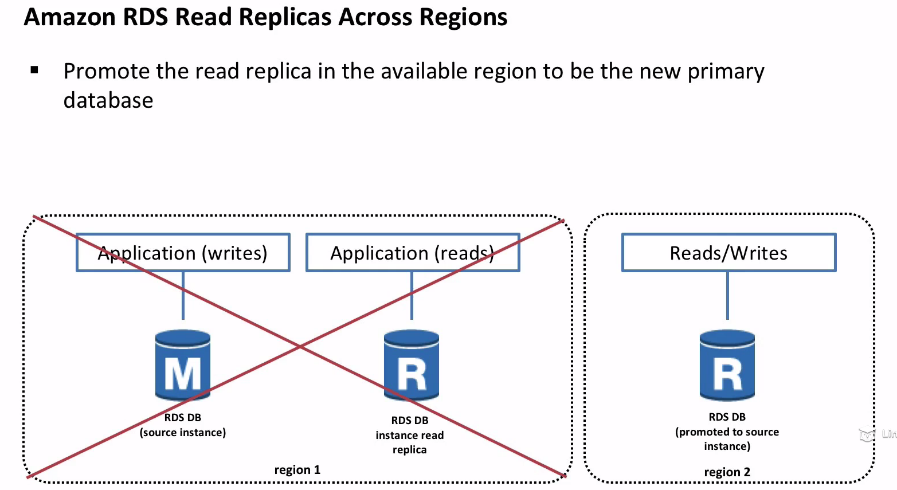 Amazon RDS Read Replicas Across Regions
▪ Promote the read replica in the available region to be the new primary
database
Application (writes)
Application (reads)
Reads/Writes
M
R
R
RDS DB
(source instance)
RDS DB
instance read
replica
RDS DB
(promoted to source
instance)
region 1
region 2